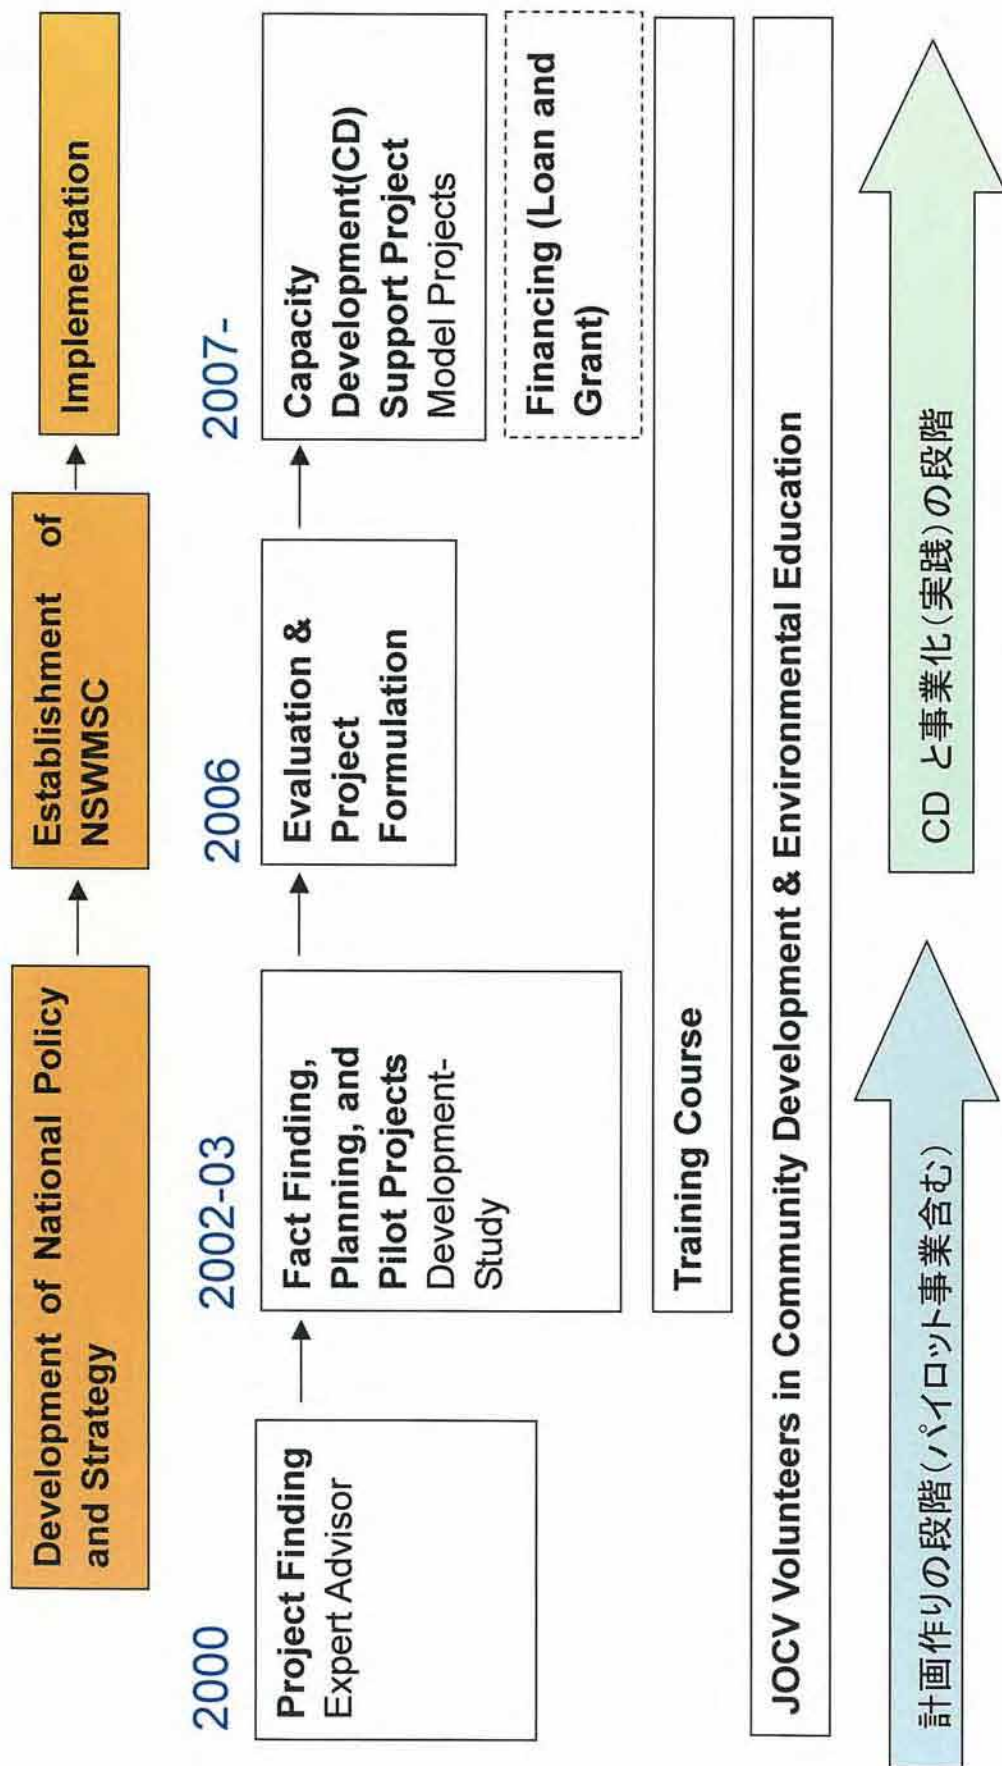 Development of National Policy
and Strategy
Establishment of
NSWMSC
Implementation
2000
2002-03
2006
2007-
Project Finding
Expert Advisor
Fact Finding,
Planning, and
Pilot Projects
Development-
Study
Evaluation &
Project
Formulation
Capacity
Development(CD)
Support Project
Model Projects
Financing (Loan and
Grant)
Training Course
JOCV Volunteers in Community Development & Environmental Education
計画作りの段階(パイロット事業含む)
CD と事業化(実践)の段階